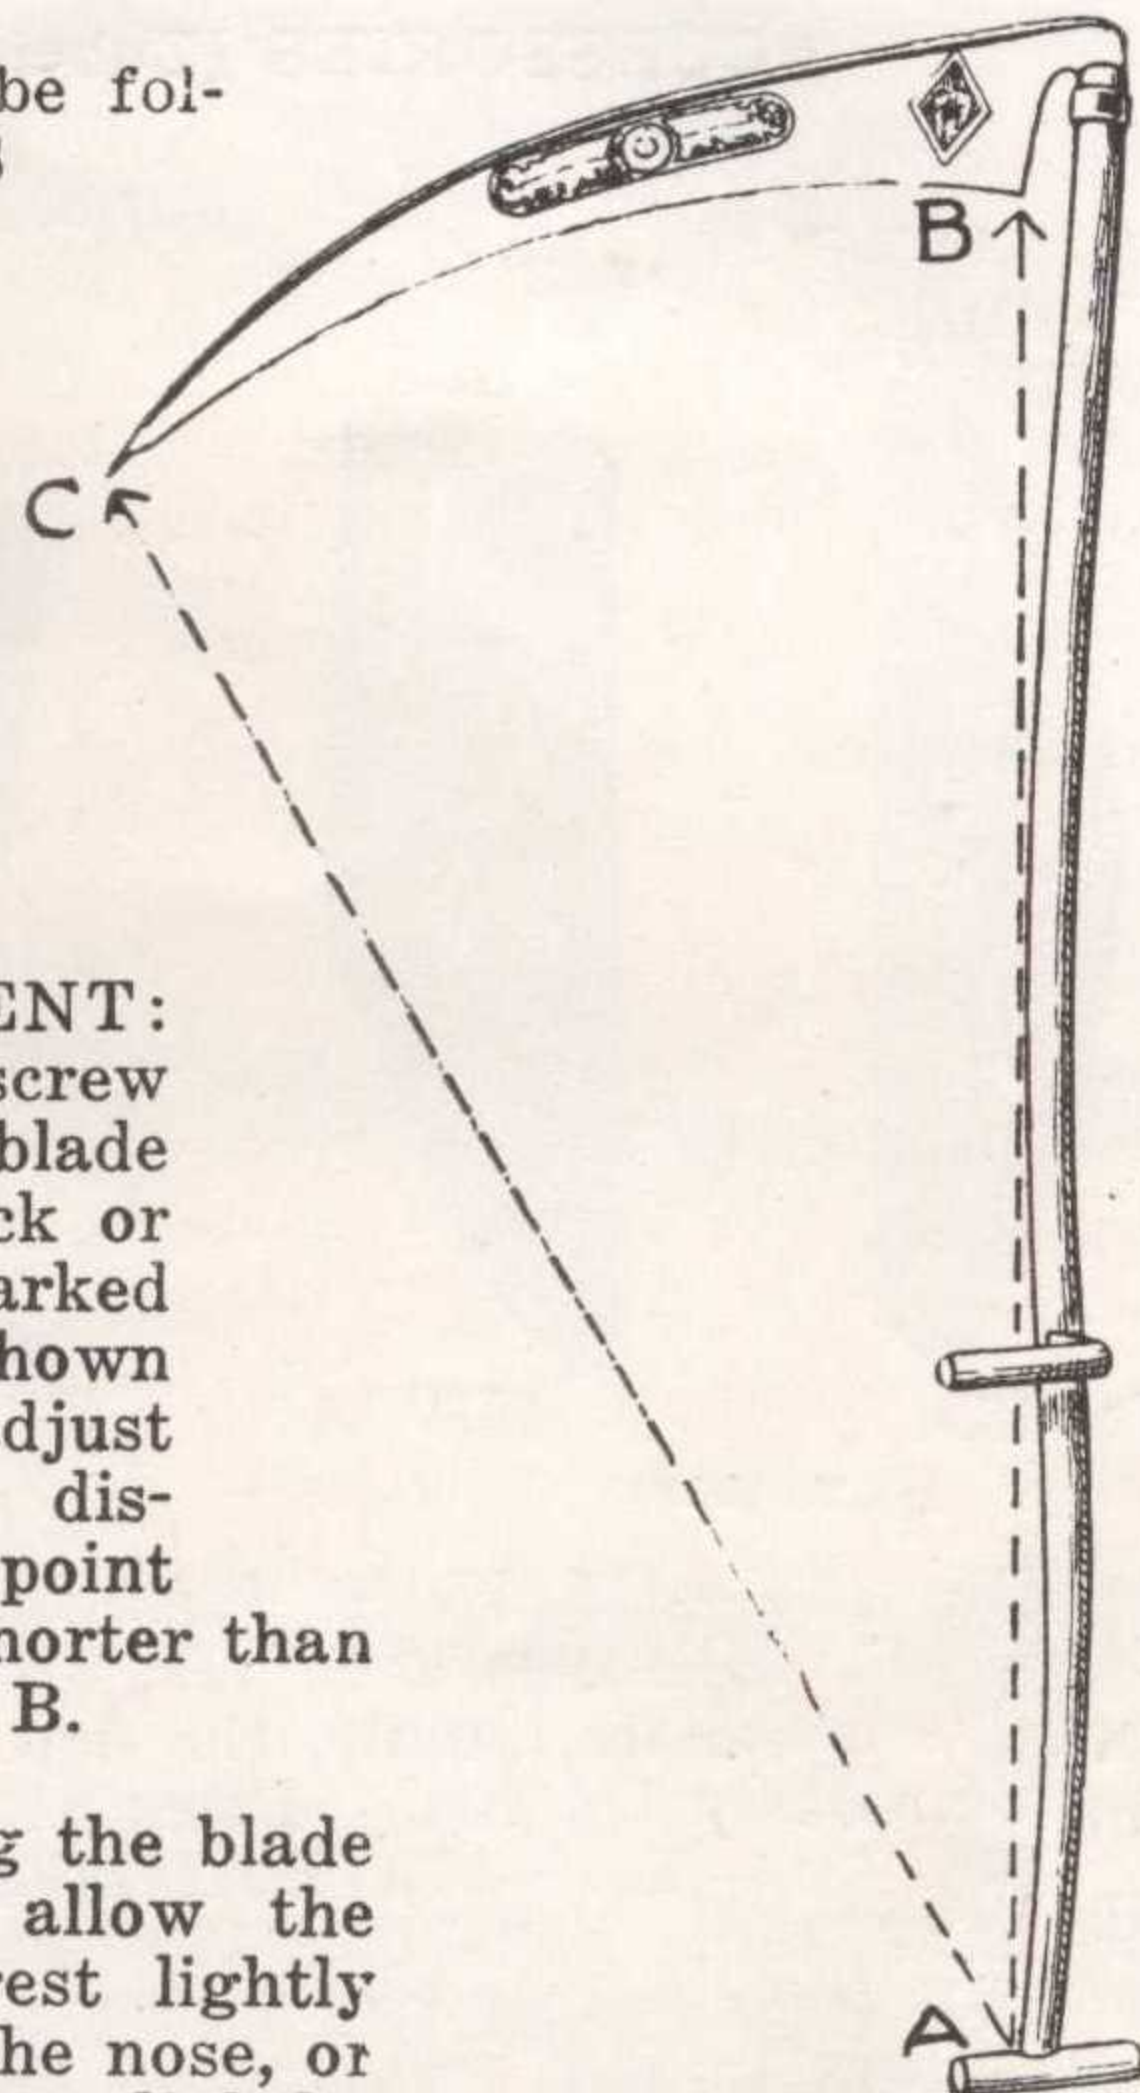 be fol-
s
B
C
ENT:
screw
blade
ck or
arked
hown
djust
dis-
point
horter than
B.
g the blade
allow the
rest lightly
A
he nose, or